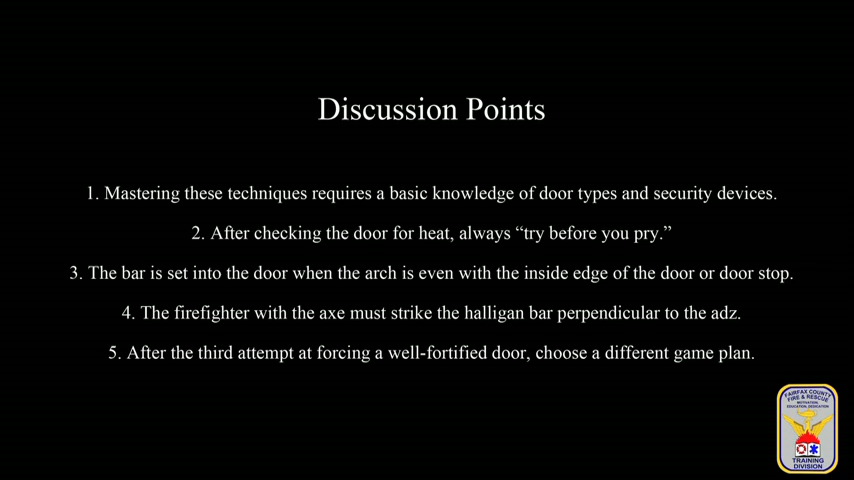 Discussion Points
1. Mastering these techniques requires a basic knowledge of door types and security devices.
2. After checking the door for heat, always “try before you pry.”
3. The bar is set into the door when the arch is even with the inside edge of the door or door stop.
4. The firefighter with the axe must strike the halligan bar perpendicular to the adz.
5. After the third attempt at forcing a well-fortified door, choose a different game plan.
FAIRFAX COUNTY
FIRE & RESCUE
MOTIVATION
EDUCATION, DEDICATION
TRAINING
DIVISION